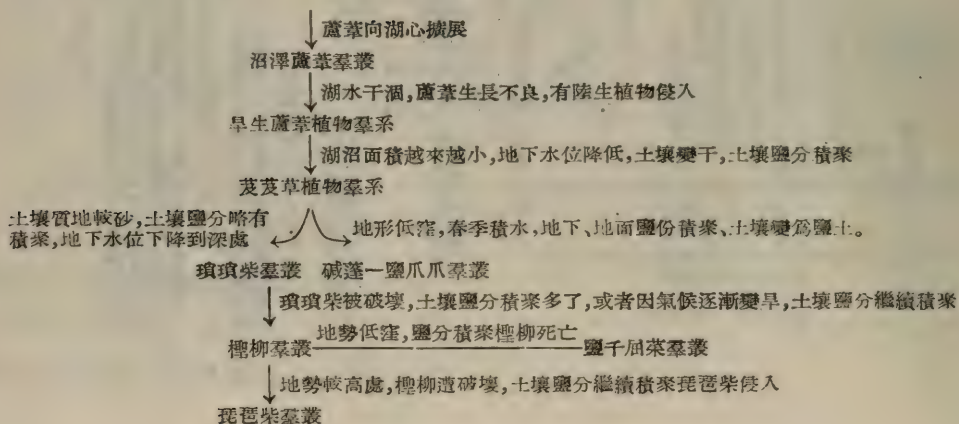 蘆葦向湖心擴展
沼澤蘆葦羣叢
湖水干涸,蘆葦生長不良,有陸生植物侵入
旱生蘆葦植物羣系
湖沼面積越來越小,地下水位降低,土壤變干,土壤鹽分積聚
芨芨草植物羣系
土壤質地較砂,土壤鹽分略有
積聚,地下水位下降到深處
地形低窪,春季積水,地下、地面鹽份積聚、土壤變爲鹽土。
瑣瑣柴羣叢 碱蓬一鹽爪爪羣叢
瑣瑣柴被破壞,土壤鹽分積聚多了,或者因氣候逐漸變旱,土壤鹽分繼續積聚
地勢低窪,鹽分積聚檉柳死亡
檉柳羣叢 鹽千屈菜羣叢
地勢較高處,檉柳遭破壞,土壤鹽分繼續積聚琵琶柴侵入
琵琶柴羣叢